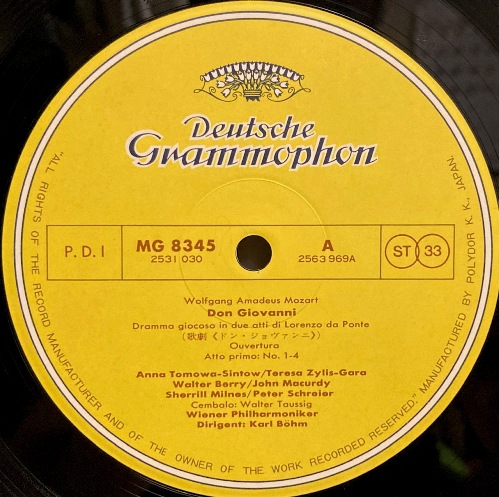 Deutsche
Grammophon
P.D.I
MG 8345
2531 030
A
2563 969A
ST 33
Wolfgang Amadeus Mozart
Don Giovanni
Dramma giocoso in due atti di Lorenzo da Ponte
(歌劇《ドン・ジョヴァンニ》)
Ouvertura
Atto primo: No. 1-4
Anna Tomowa-Sintow/Teresa Zylis-Gara
Walter Berry/John Macurdy
Sherrill Milnes/Peter Schreier
Cembalo: Walter Taussig
Wiener Philharmoniker
Dirigent: Karl Böhm
"ALL RIGHTS OF THE RECORD MANUFACTURER AND OF THE OWNER OF THE WORK RECORDED RESERVED." MANUFACTURED BY POLYDOR K. K., JAPAN.